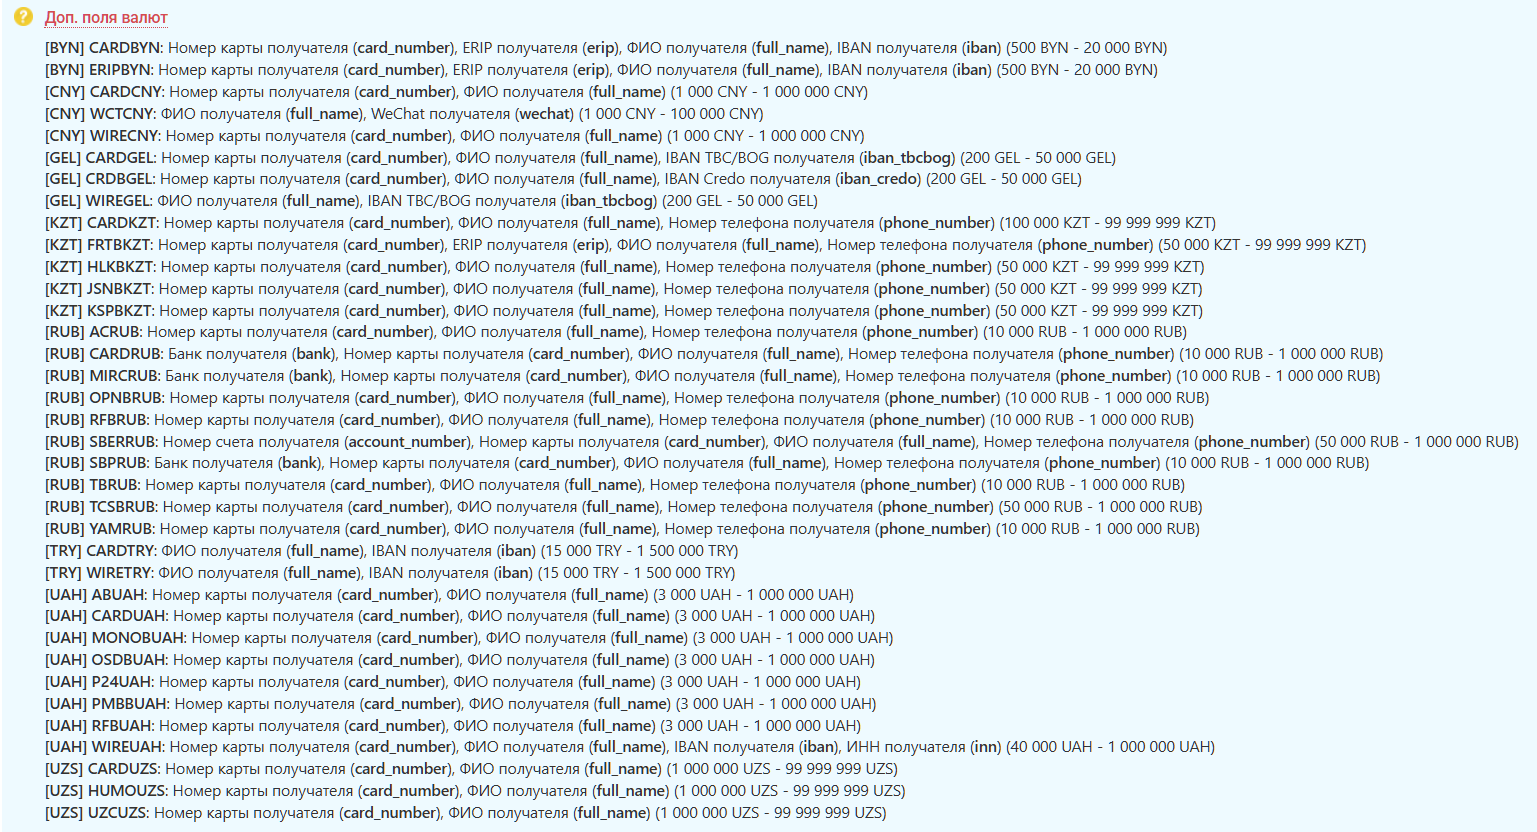 Доп. поля валют
[BYN] CARDBYN: Номер карты получателя (card_number), ERIP получателя (erip), ФИО получателя (full_name), IBAN получателя (iban) (500 BYN - 20 000 BYN)
[BYN] ERIPBYN: Номер карты получателя (card_number), ERIP получателя (erip), ФИО получателя (full_name), IBAN получателя (iban) (500 BYN - 20 000 BYN)
[CNY] CARDCNY: Номер карты получателя (card_number), ФИО получателя (full_name) (1 000 CNY - 1 000 000 CNY)
[CNY] WCTCNY: ФИО получателя (full_name), WeChat получателя (wechat) (1 000 CNY - 100 000 CNY)
[CNY] WIRECNY: Номер карты получателя (card_number), ФИО получателя (full_name) (1 000 CNY - 1 000 000 CNY)
[GEL] CARDGEL: Номер карты получателя (card_number), ФИО получателя (full_name), IBAN TBC/BOG получателя (iban_tbcbog) (200 GEL - 50 000 GEL)
[GEL] CRDBGEL: Номер карты получателя (card_number), ФИО получателя (full_name), IBAN Credo получателя (iban_credo) (200 GEL - 50 000 GEL)
[GEL] WIREGEL: ФИО получателя (full_name), IBAN TBC/BOG получателя (iban_tbcbog) (200 GEL - 50 000 GEL)
[KZT] CARDKZT: Номер карты получателя (card_number), ФИО получателя (full_name), Номер телефона получателя (phone_number) (100 000 KZT - 99 999 999 KZT)
[KZT] FRTBKZT: Номер карты получателя (card_number), ERIP получателя (erip), ФИО получателя (full_name), Номер телефона получателя (phone_number) (50 000 KZT - 99 999 999 KZT)
[KZT] HLKBKZT: Номер карты получателя (card_number), ФИО получателя (full_name), Номер телефона получателя (phone_number) (50 000 KZT - 99 999 999 KZT)
[KZT] JSNBKZT: Номер карты получателя (card_number), ФИО получателя (full_name), Номер телефона получателя (phone_number) (50 000 KZT - 99 999 999 KZT)
[KZT] KSPBKZT: Номер карты получателя (card_number), ФИО получателя (full_name), Номер телефона получателя (phone_number) (50 000 KZT - 99 999 999 KZT)
[RUB] ACRUB: Номер карты получателя (card_number), ФИО получателя (full_name), Номер телефона получателя (phone_number) (10 000 RUB - 1 000 000 RUB)
[RUB] CARDRUB: Банк получателя (bank), Номер карты получателя (card_number), ФИО получателя (full_name), Номер телефона получателя (phone_number) (10 000 RUB - 1 000 000 RUB)
[RUB] MIRCRUB: Банк получателя (bank), Номер карты получателя (card_number), ФИО получателя (full_name), Номер телефона получателя (phone_number) (10 000 RUB - 1 000 000 RUB)
[RUB] OPNBRUB: Номер карты получателя (card_number), ФИО получателя (full_name), Номер телефона получателя (phone_number) (10 000 RUB - 1 000 000 RUB)
[RUB] RFBRUB: Номер карты получателя (card_number), ФИО получателя (full_name), Номер телефона получателя (phone_number) (10 000 RUB - 1 000 000 RUB)
[RUB] SBERRUB: Номер счета получателя (account_number), Номер карты получателя (card_number), ФИО получателя (full_name), Номер телефона получателя (phone_number) (50 000 RUB - 1 000 000 RUB)
[RUB] SBPRUB: Банк получателя (bank), Номер карты получателя (card_number), ФИО получателя (full_name), Номер телефона получателя (phone_number) (10 000 RUB - 1 000 000 RUB)
[RUB] TBRUB: Номер карты получателя (card_number), ФИО получателя (full_name), Номер телефона получателя (phone_number) (10 000 RUB - 1 000 000 RUB)
[RUB] TCSBRUB: Номер карты получателя (card_number), ФИО получателя (full_name), Номер телефона получателя (phone_number) (50 000 RUB - 1 000 000 RUB)
[RUB] YAMRUB: Номер карты получателя (card_number), ФИО получателя (full_name), Номер телефона получателя (phone_number) (10 000 RUB - 1 000 000 RUB)
[TRY] CARDTRY: ФИО получателя (full_name), IBAN получателя (iban) (15 000 TRY - 1 500 000 TRY)
[TRY] WIRETRY: ФИО получателя (full_name), IBAN получателя (iban) (15 000 TRY - 1 500 000 TRY)
[UAH] ABUAH: Номер карты получателя (card_number), ФИО получателя (full_name) (3 000 UAH - 1 000 000 UAH)
[UAH] CARDUAH: Номер карты получателя (card_number), ФИО получателя (full_name) (3 000 UAH - 1 000 000 UAH)
[UAH] MONOBUAH: Номер карты получателя (card_number), ФИО получателя (full_name) (3 000 UAH - 1 000 000 UAH)
[UAH] OSDBUAH: Номер карты получателя (card_number), ФИО получателя (full_name) (3 000 UAH - 1 000 000 UAH)
[UAH] P24UAH: Номер карты получателя (card_number), ФИО получателя (full_name) (3 000 UAH - 1 000 000 UAH)
[UAH] PMBBUAH: Номер карты получателя (card_number), ФИО получателя (full_name) (3 000 UAH - 1 000 000 UAH)
[UAH] RFBUAH: Номер карты получателя (card_number), ФИО получателя (full_name) (3 000 UAH - 1 000 000 UAH)
[UAH] WIREUAH: Номер карты получателя (card_number), ФИО получателя (full_name), IBAN получателя (iban), ИНН получателя (inn) (40 000 UAH - 1 000 000 UAH)
[UZS] CARDUZS: Номер карты получателя (card_number), ФИО получателя (full_name) (1 000 000 UZS - 99 999 999 UZS)
[UZS] HUMOUZS: Номер карты получателя (card_number), ФИО получателя (full_name) (1 000 000 UZS - 99 999 999 UZS)
[UZS] UZCUZS: Номер карты получателя (card_number), ФИО получателя (full_name) (1 000 000 UZS - 99 999 999 UZS)